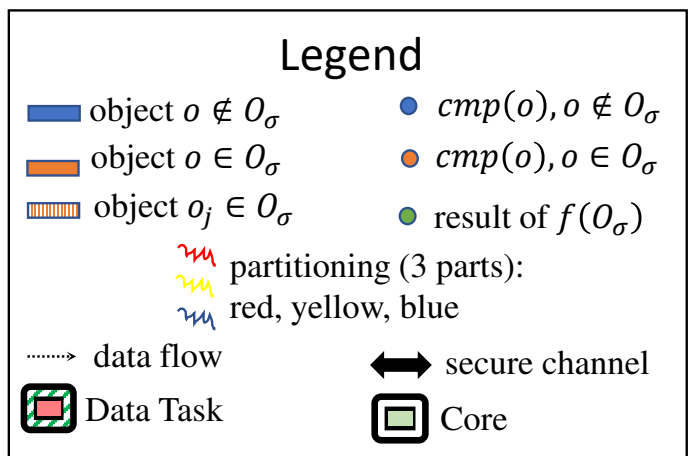 Legend
object o ∉ O_σ
cmp(o), o ∉ O_σ
object o ∈ O_σ
cmp(o), o ∈ O_σ
object o_j ∈ O_σ
result of f(O_σ)
partitioning (3 parts):
red, yellow, blue
data flow
secure channel
Data Task
Core